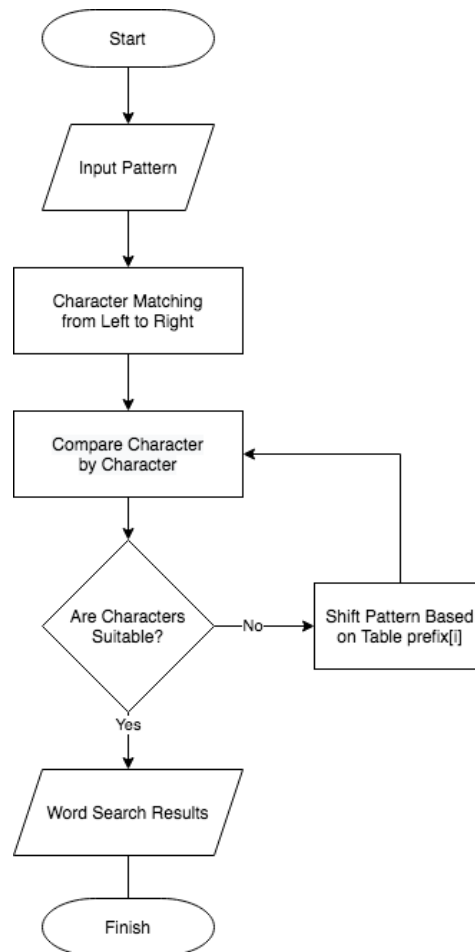 Start
Input Pattern
Character Matching
from Left to Right
Compare Character
by Character
Are Characters
Suitable?
No
Shift Pattern Based
on Table prefix[i]
Yes
Word Search Results
Finish